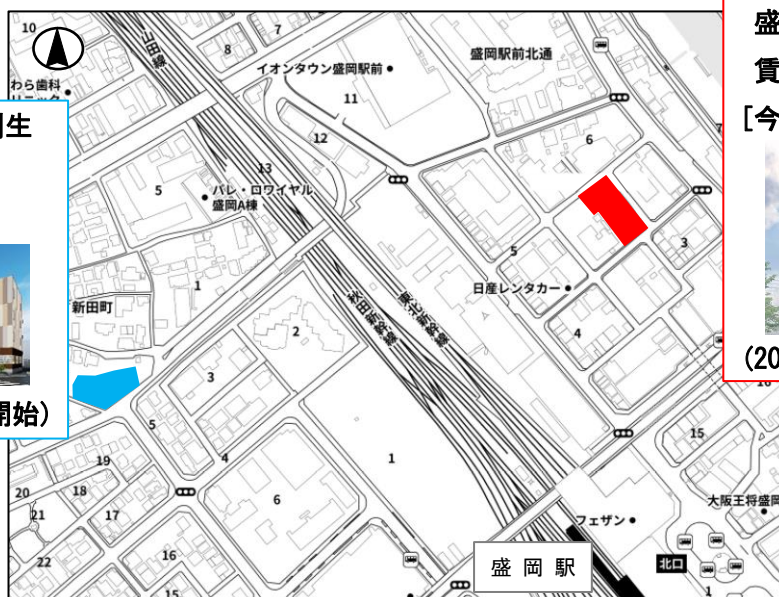 10
7
8
山田線
盛岡駅前北通
イオンタウン盛岡駅前
わら歯科
11
12
6
盛
賃
[今
生
13
5
パレ・ロワイヤル
盛岡A棟
5
3
日産レンタカー
1
新田町
秋田新幹線
東北新幹線
2
3
4
(20
開始)
5
4
1
15
19
20
18
21
17
6
大阪王将盛岡
フェザン
22
16
盛岡駅
北口
15
1